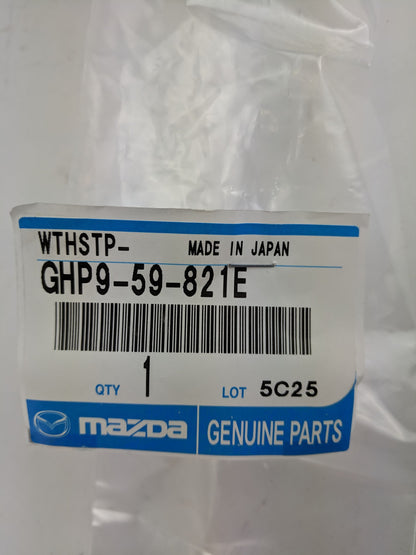 WTHSTP- MADE IN JAPAN
GHP9-59-821E
QTY 1 LOT 5C25
mazda GENUINE PARTS